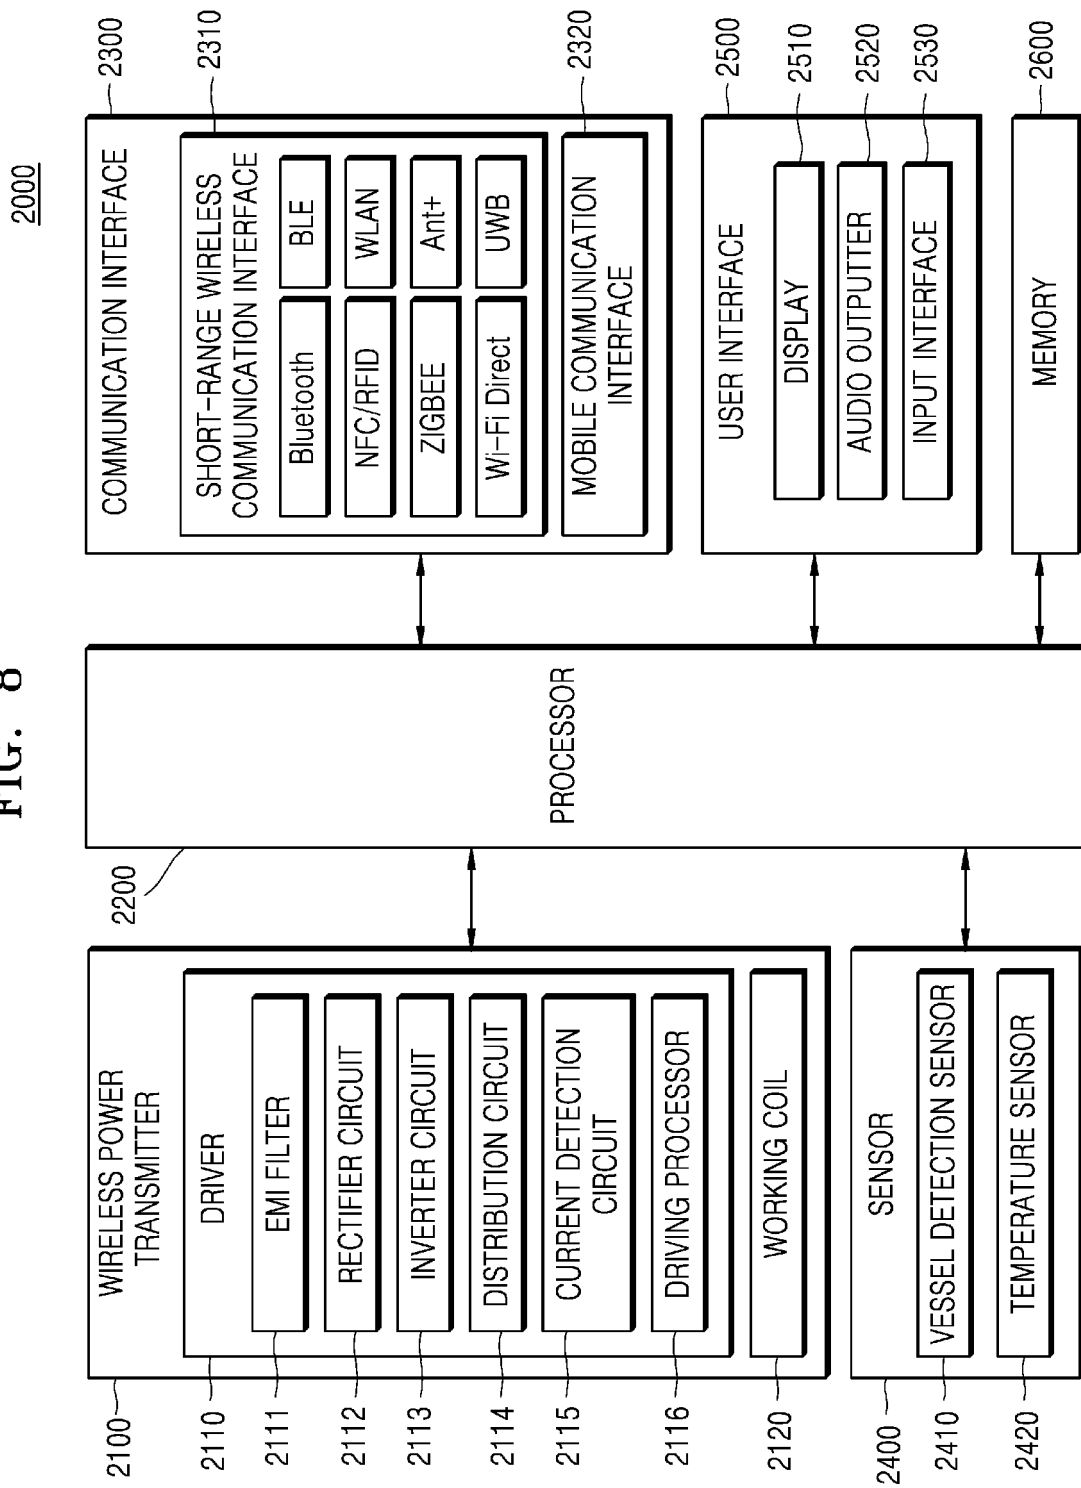 FIG. 8
2000
2100
WIRELESS POWER
TRANSMITTER
2110
DRIVER
2111
EMI FILTER
2112
RECTIFIER CIRCUIT
2113
INVERTER CIRCUIT
2114
DISTRIBUTION CIRCUIT
2115
CURRENT DETECTION
CIRCUIT
2116
DRIVING PROCESSOR
2120
WORKING COIL
2400
SENSOR
2410
VESSEL DETECTION SENSOR
2420
TEMPERATURE SENSOR
2200
PROCESSOR
COMMUNICATION INTERFACE
2300
SHORT-RANGE WIRELESS
COMMUNICATION INTERFACE
2310
Bluetooth
BLE
NFC/RFID
WLAN
ZIGBEE
Ant+
Wi-Fi Direct
UWB
MOBILE COMMUNICATION
INTERFACE
2320
USER INTERFACE
2500
DISPLAY
2510
AUDIO OUTPUTTER
2520
INPUT INTERFACE
2530
MEMORY
2600